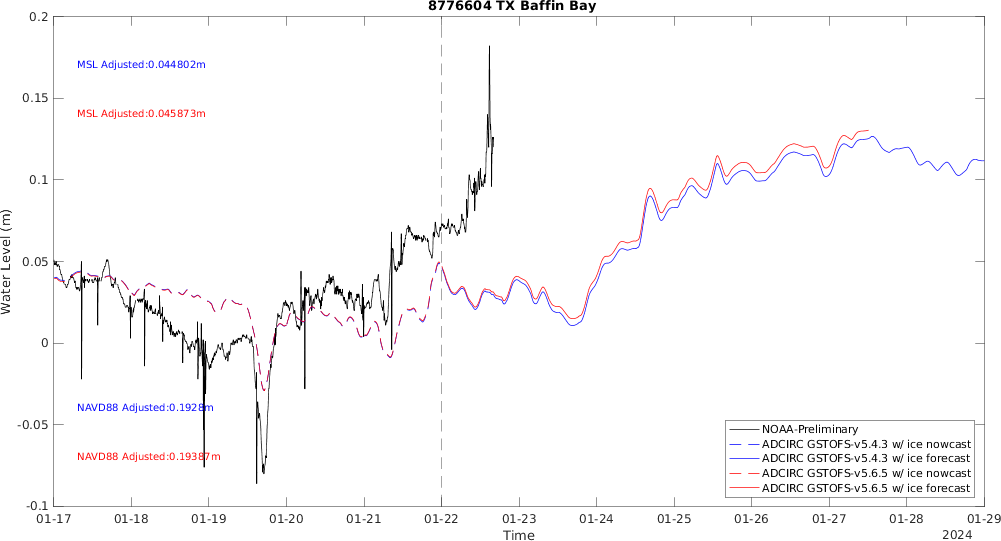 8776604 TX Baffin Bay
0.2
MSL Adjusted:0.044802m
0.15
MSL Adjusted:0.045873m
0.1
0.05
Water Level (m)
0
NAVD88 Adjusted:0.1928m
-0.05
NAVD88 Adjusted:0.19387m
-0.1
NOAA-Preliminary
ADCIRC GSTOFS-v5.4.3 w/ ice nowcast
ADCIRC GSTOFS-v5.4.3 w/ ice forecast
ADCIRC GSTOFS-v5.6.5 w/ ice nowcast
ADCIRC GSTOFS-v5.6.5 w/ ice forecast
01-17 01-18 01-19 01-20 01-21 01-22 01-23 01-24 01-25 01-26 01-27 01-28 01-29
Time
2024